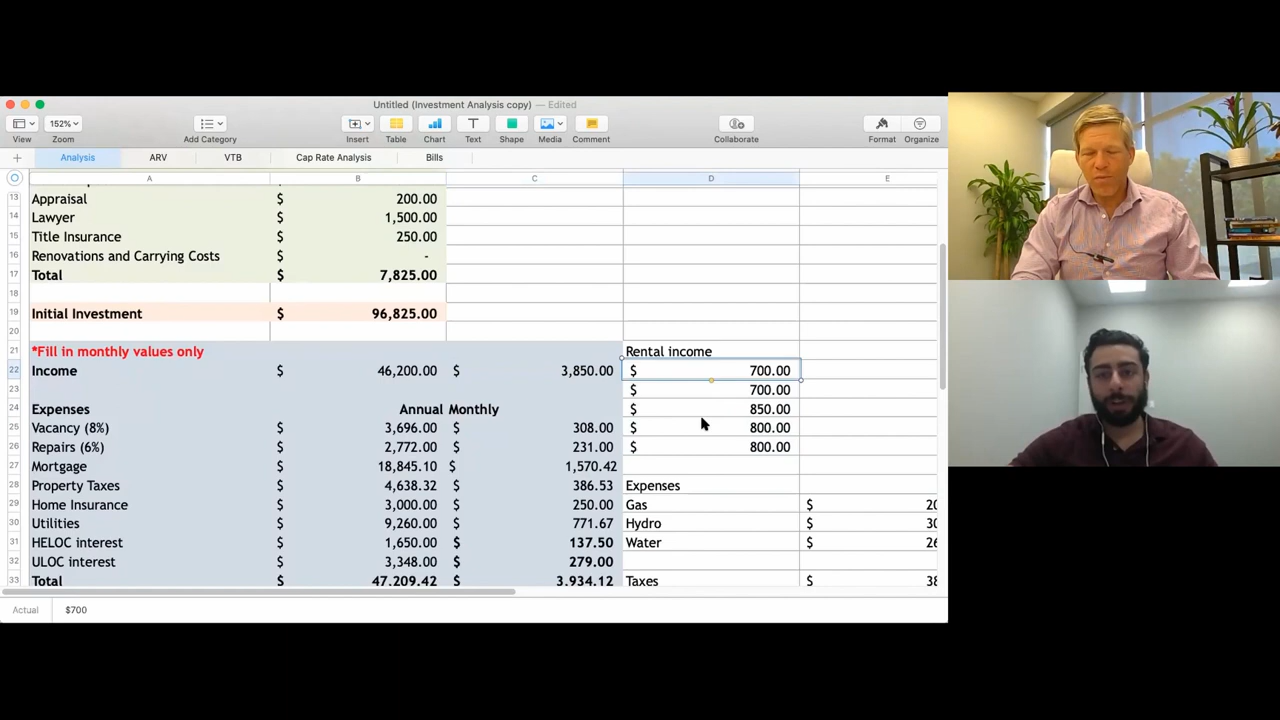 Untitled (Investment Analysis copy) — Edited
152%
View Zoom Add Category Insert Table Chart Text Shape Media Comment Collaborate Format Organize
+ Analysis ARV VTB Cap Rate Analysis Bills
A B C D E
13 Appraisal $ 200.00
14 Lawyer $ 1,500.00
15 Title Insurance $ 250.00
16 Renovations and Carrying Costs $ -
17 Total $ 7,825.00
18
19 Initial Investment $ 96,825.00
20
21 *Fill in monthly values only Rental income
22 Income $ 46,200.00 $ 3,850.00 $ 700.00
23 $ 700.00
24 Expenses Annual Monthly $ 850.00
25 Vacancy (8%) $ 3,696.00 $ 308.00 $ 800.00
26 Repairs (6%) $ 2,772.00 $ 231.00 $ 800.00
27 Mortgage $ 18,845.10 $ 1,570.42
28 Property Taxes $ 4,638.32 $ 386.53 Expenses
29 Home Insurance $ 3,000.00 $ 250.00 Gas $ 20
30 Utilities $ 9,260.00 $ 771.67 Hydro $ 30
31 HELOC interest $ 1,650.00 $ 137.50 Water $ 26
32 ULOC interest $ 3,348.00 $ 279.00
33 Total $ 47,209.42 $ 3,934.12 Taxes $ 38
Actual $700